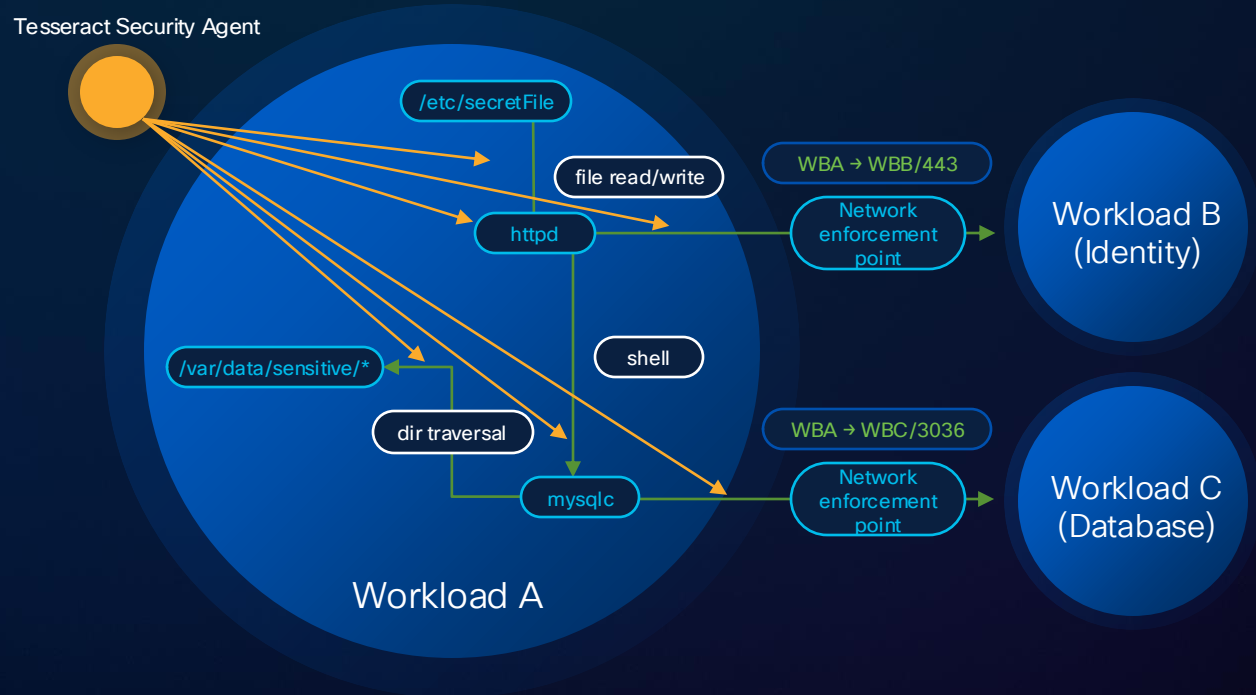 Tesseract Security Agent
/etc/secretFile
file read/write
WBA → WBB/443
httpd
Network
enforcement
point
Workload B
(Identity)
shell
/var/data/sensitive/*
dir traversal
WBA → WBC/3036
mysqlc
Network
enforcement
point
Workload C
(Database)
Workload A